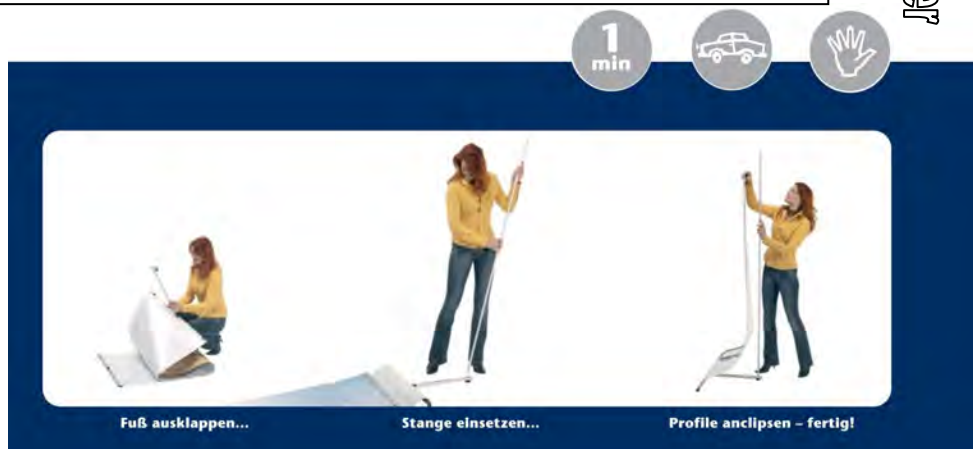 1
min
Fuß ausklappen...
Stange einsetzen...
Profile anclipsen – fertig!